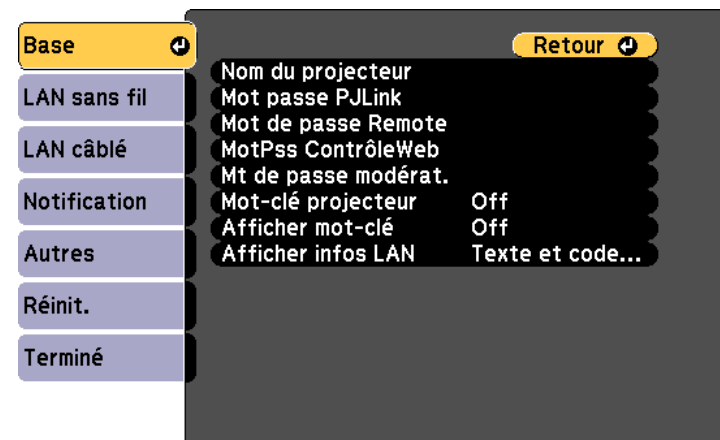 Base
LAN sans fil
LAN câblé
Notification
Autres
Réinit.
Terminé
Retour
Nom du projecteur
Mot passe PJLink
Mot de passe Remote
MotPss ContrôleWeb
Mt de passe modérat.
Mot-clé projecteur Off
Afficher mot-clé Off
Afficher infos LAN Texte et code...